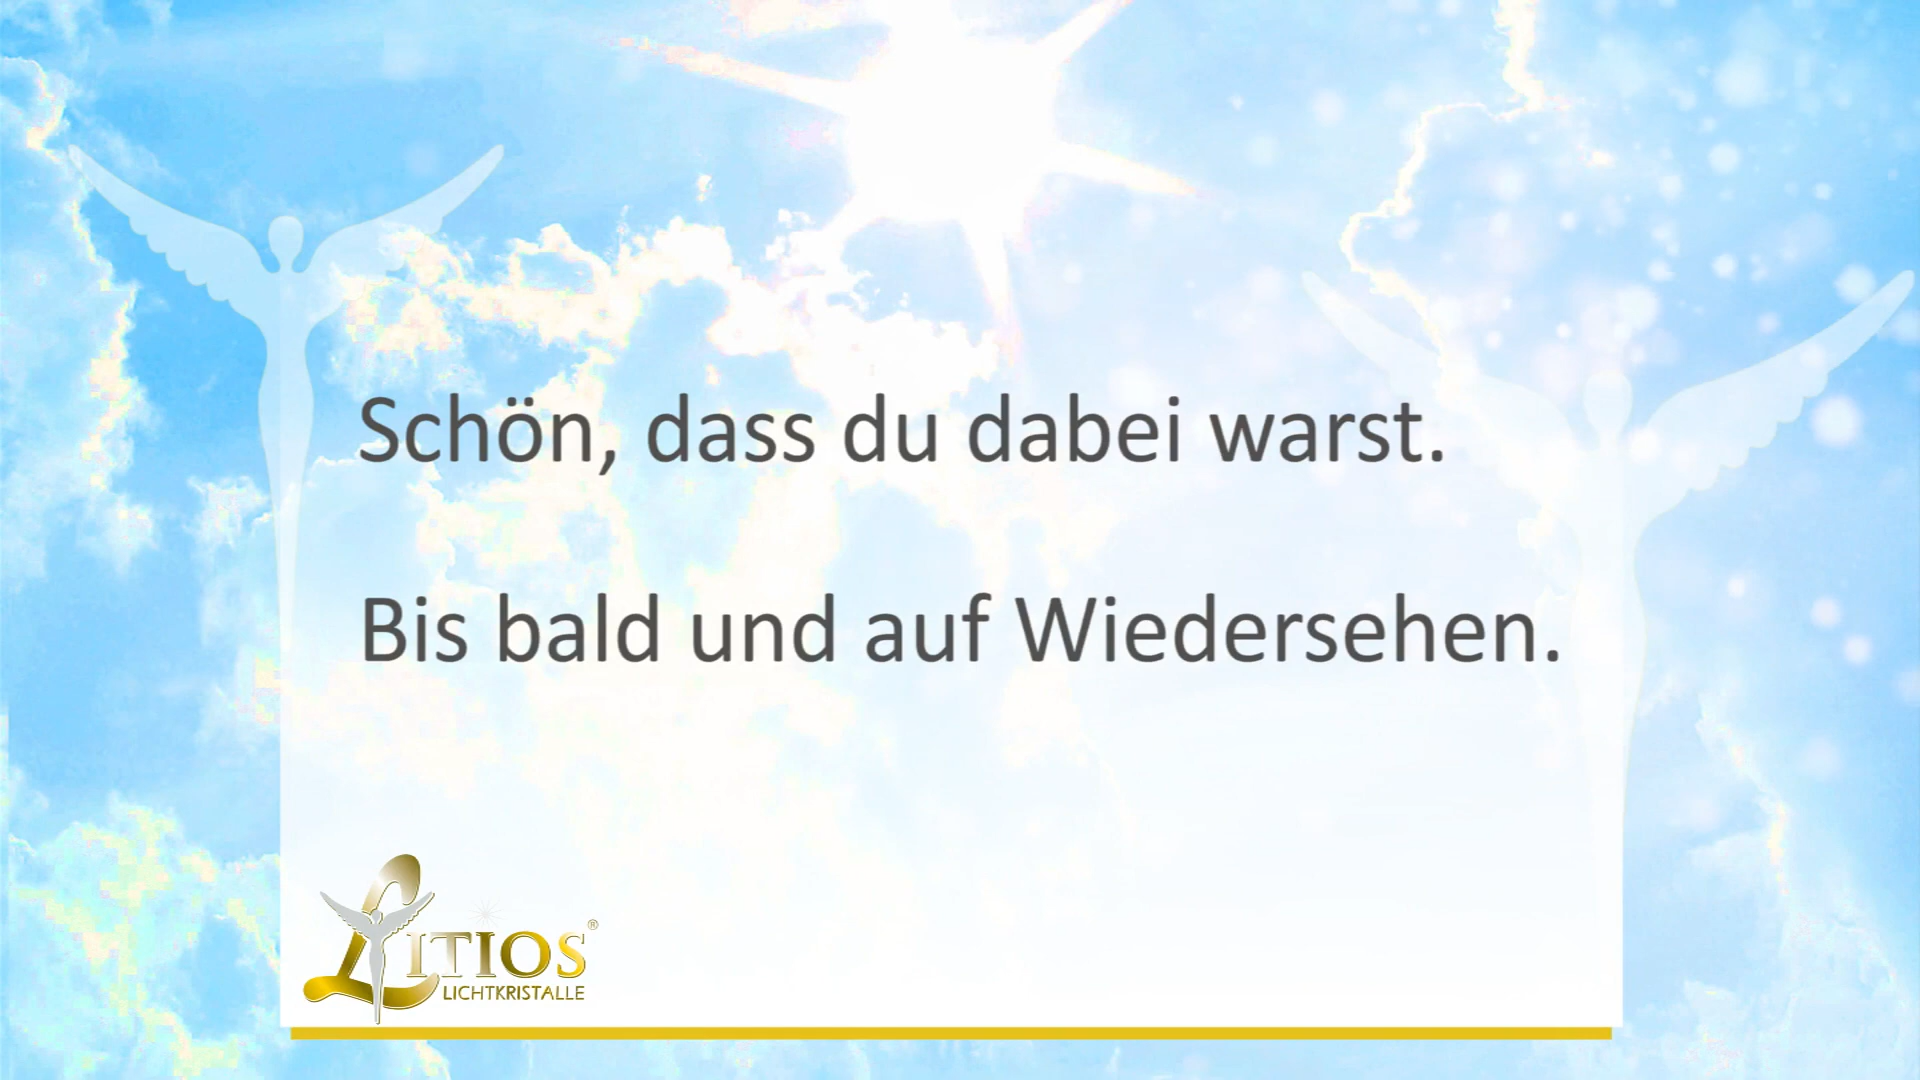 Schön, dass du dabei warst.
Bis bald und auf Wiedersehen.
LITIOS®
LICHTKRISTALLE